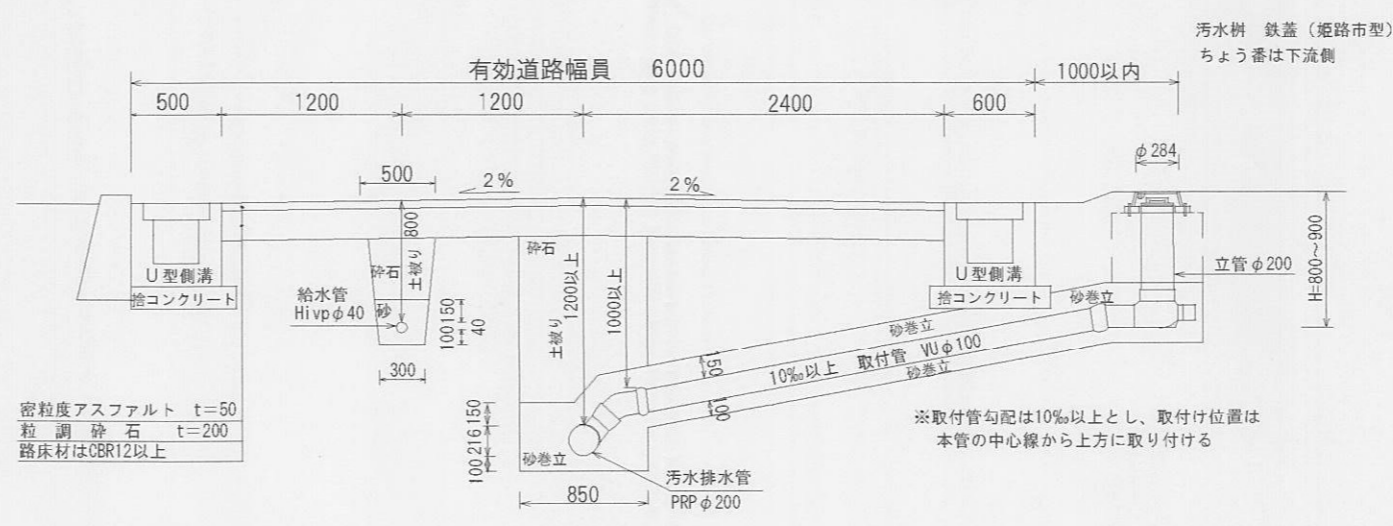 汚水桝 鉄蓋(姫路市型)
ちょう番は下流側
有効道路幅員 6000
1000以内
500
1200
1200
2400
600
φ284
500
2%
2%
800
土被り
砕石
砂
給水管
Hivpφ40
150
40
100
300
U型側溝
捨コンクリート
砕石
土被り 1200以上
1000以上
150
216
100
砂巻立
850
汚水排水管
PRPφ200
150
100
砂巻立
10‰以上 取付管 VUφ100
砂巻立
砂巻立
U型側溝
捨コンクリート
立管φ200
H=800~900
密粒度アスファルト t=50
粒調砕石 t=200
路床材はCBR12以上
※取付管勾配は10‰以上とし、取付け位置は
本管の中心線から上方に取り付ける